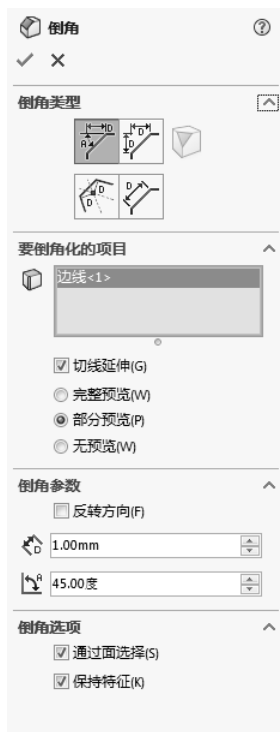 倒角
倒角类型
要倒角化的项目
边线<1>
切线延伸(G)
完整预览(W)
部分预览(P)
无预览(W)
倒角参数
反转方向(F)
1.00mm
45.00度
倒角选项
通过面选择(S)
保持特征(K)